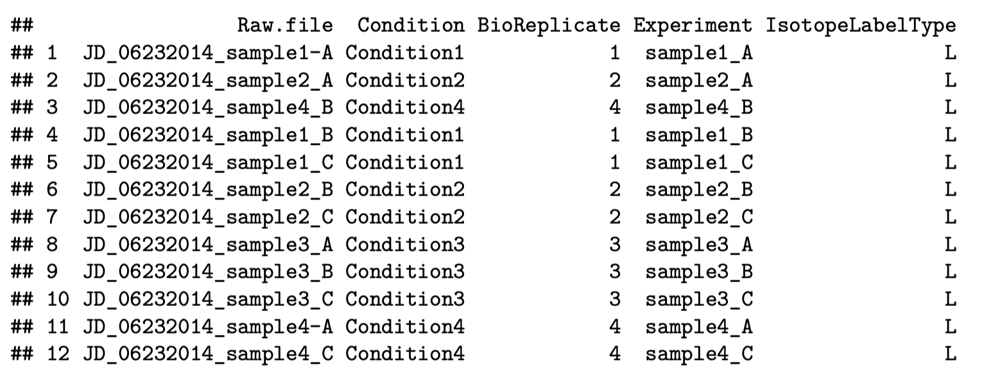 ##                 Raw.file  Condition BioReplicate Experiment IsotopeLabelType
## 1  JD_06232014_sample1-A Condition1            1  sample1_A                L
## 2  JD_06232014_sample2_A Condition2            2  sample2_A                L
## 3  JD_06232014_sample4_B Condition4            4  sample4_B                L
## 4  JD_06232014_sample1_B Condition1            1  sample1_B                L
## 5  JD_06232014_sample1_C Condition1            1  sample1_C                L
## 6  JD_06232014_sample2_B Condition2            2  sample2_B                L
## 7  JD_06232014_sample2_C Condition2            2  sample2_C                L
## 8  JD_06232014_sample3_A Condition3            3  sample3_A                L
## 9  JD_06232014_sample3_B Condition3            3  sample3_B                L
## 10 JD_06232014_sample3_C Condition3            3  sample3_C                L
## 11 JD_06232014_sample4-A Condition4            4  sample4_A                L
## 12 JD_06232014_sample4_C Condition4            4  sample4_C                L